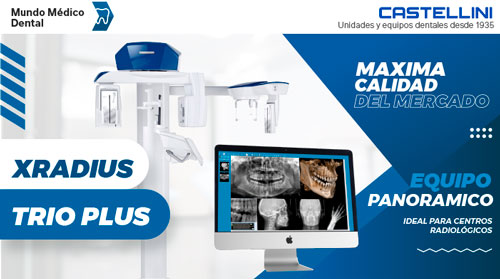 Mundo Médico
Dental
CASTELLINI
Unidades y equipos dentales desde 1935
MAXIMA
CALIDAD
DEL MERCADO
XRADIUS
TRIO PLUS
EQUIPO
PANORAMICO
IDEAL PARA CENTROS
RADIOLÓGICOS